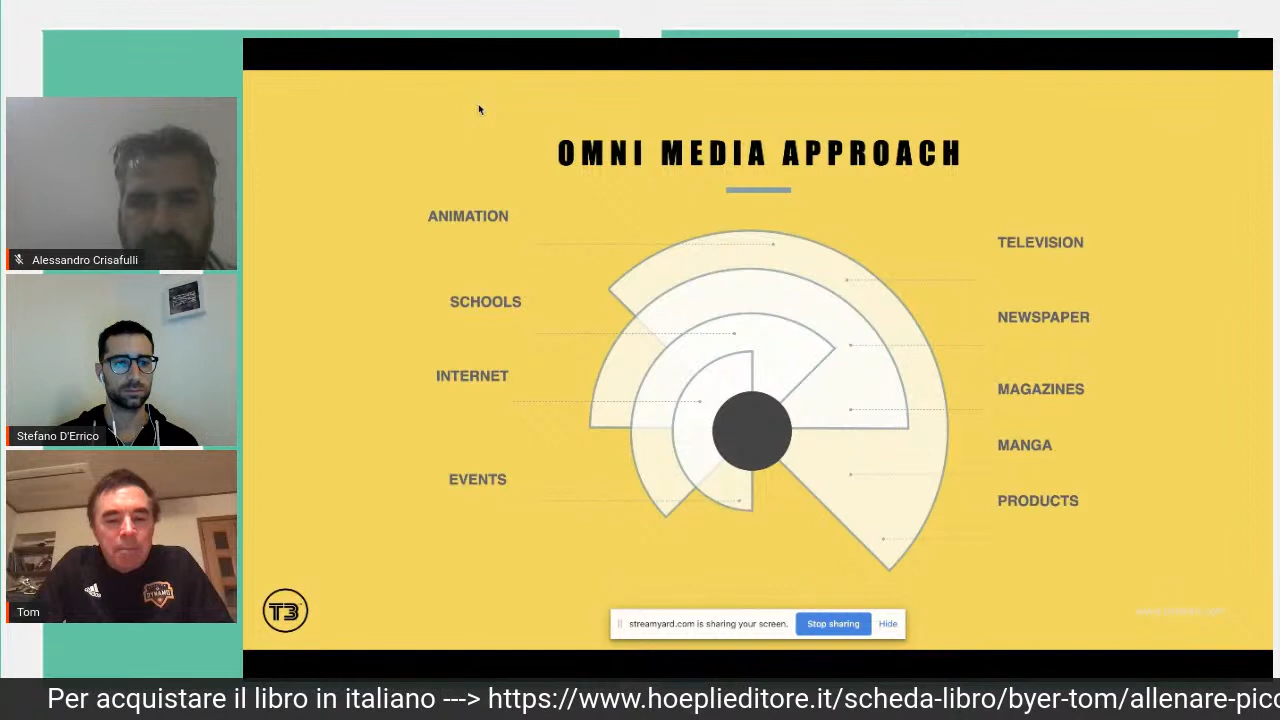 OMNI MEDIA APPROACH
ANIMATION
TELEVISION
SCHOOLS
NEWSPAPER
INTERNET
MAGAZINES
MANGA
EVENTS
PRODUCTS
Alessandro Crisafulli
Stefano D'Errico
Tom
DYNAMO
T3
streamyard.com is sharing your screen.
Stop sharing
Hide
Per acquistare il libro in italiano ---> https://www.hoeplieditore.it/scheda-libro/byer-tom/allenare-picc